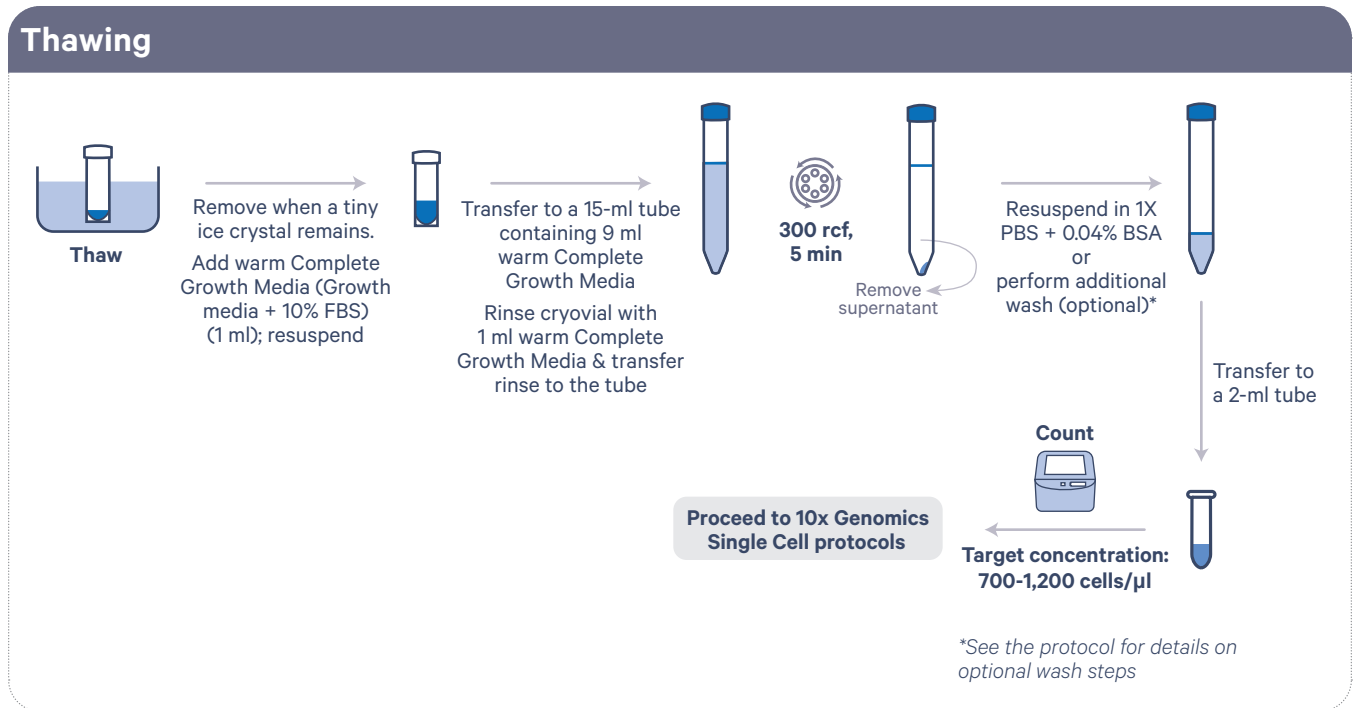 Thawing
Thaw
Remove when a tiny
ice crystal remains.
Add warm Complete
Growth Media (Growth
media + 10% FBS)
(1 ml); resuspend
Transfer to a 15-ml tube
containing 9 ml
warm Complete
Growth Media
Rinse cryovial with
1 ml warm Complete
Growth Media & transfer
rinse to the tube
300 rcf,
5 min
Remove
supernatant
Resuspend in 1X
PBS + 0.04% BSA
or
perform additional
wash (optional)*
Transfer to
a 2-ml tube
Count
Target concentration:
700-1,200 cells/µl
Proceed to 10x Genomics
Single Cell protocols
*See the protocol for details on
optional wash steps